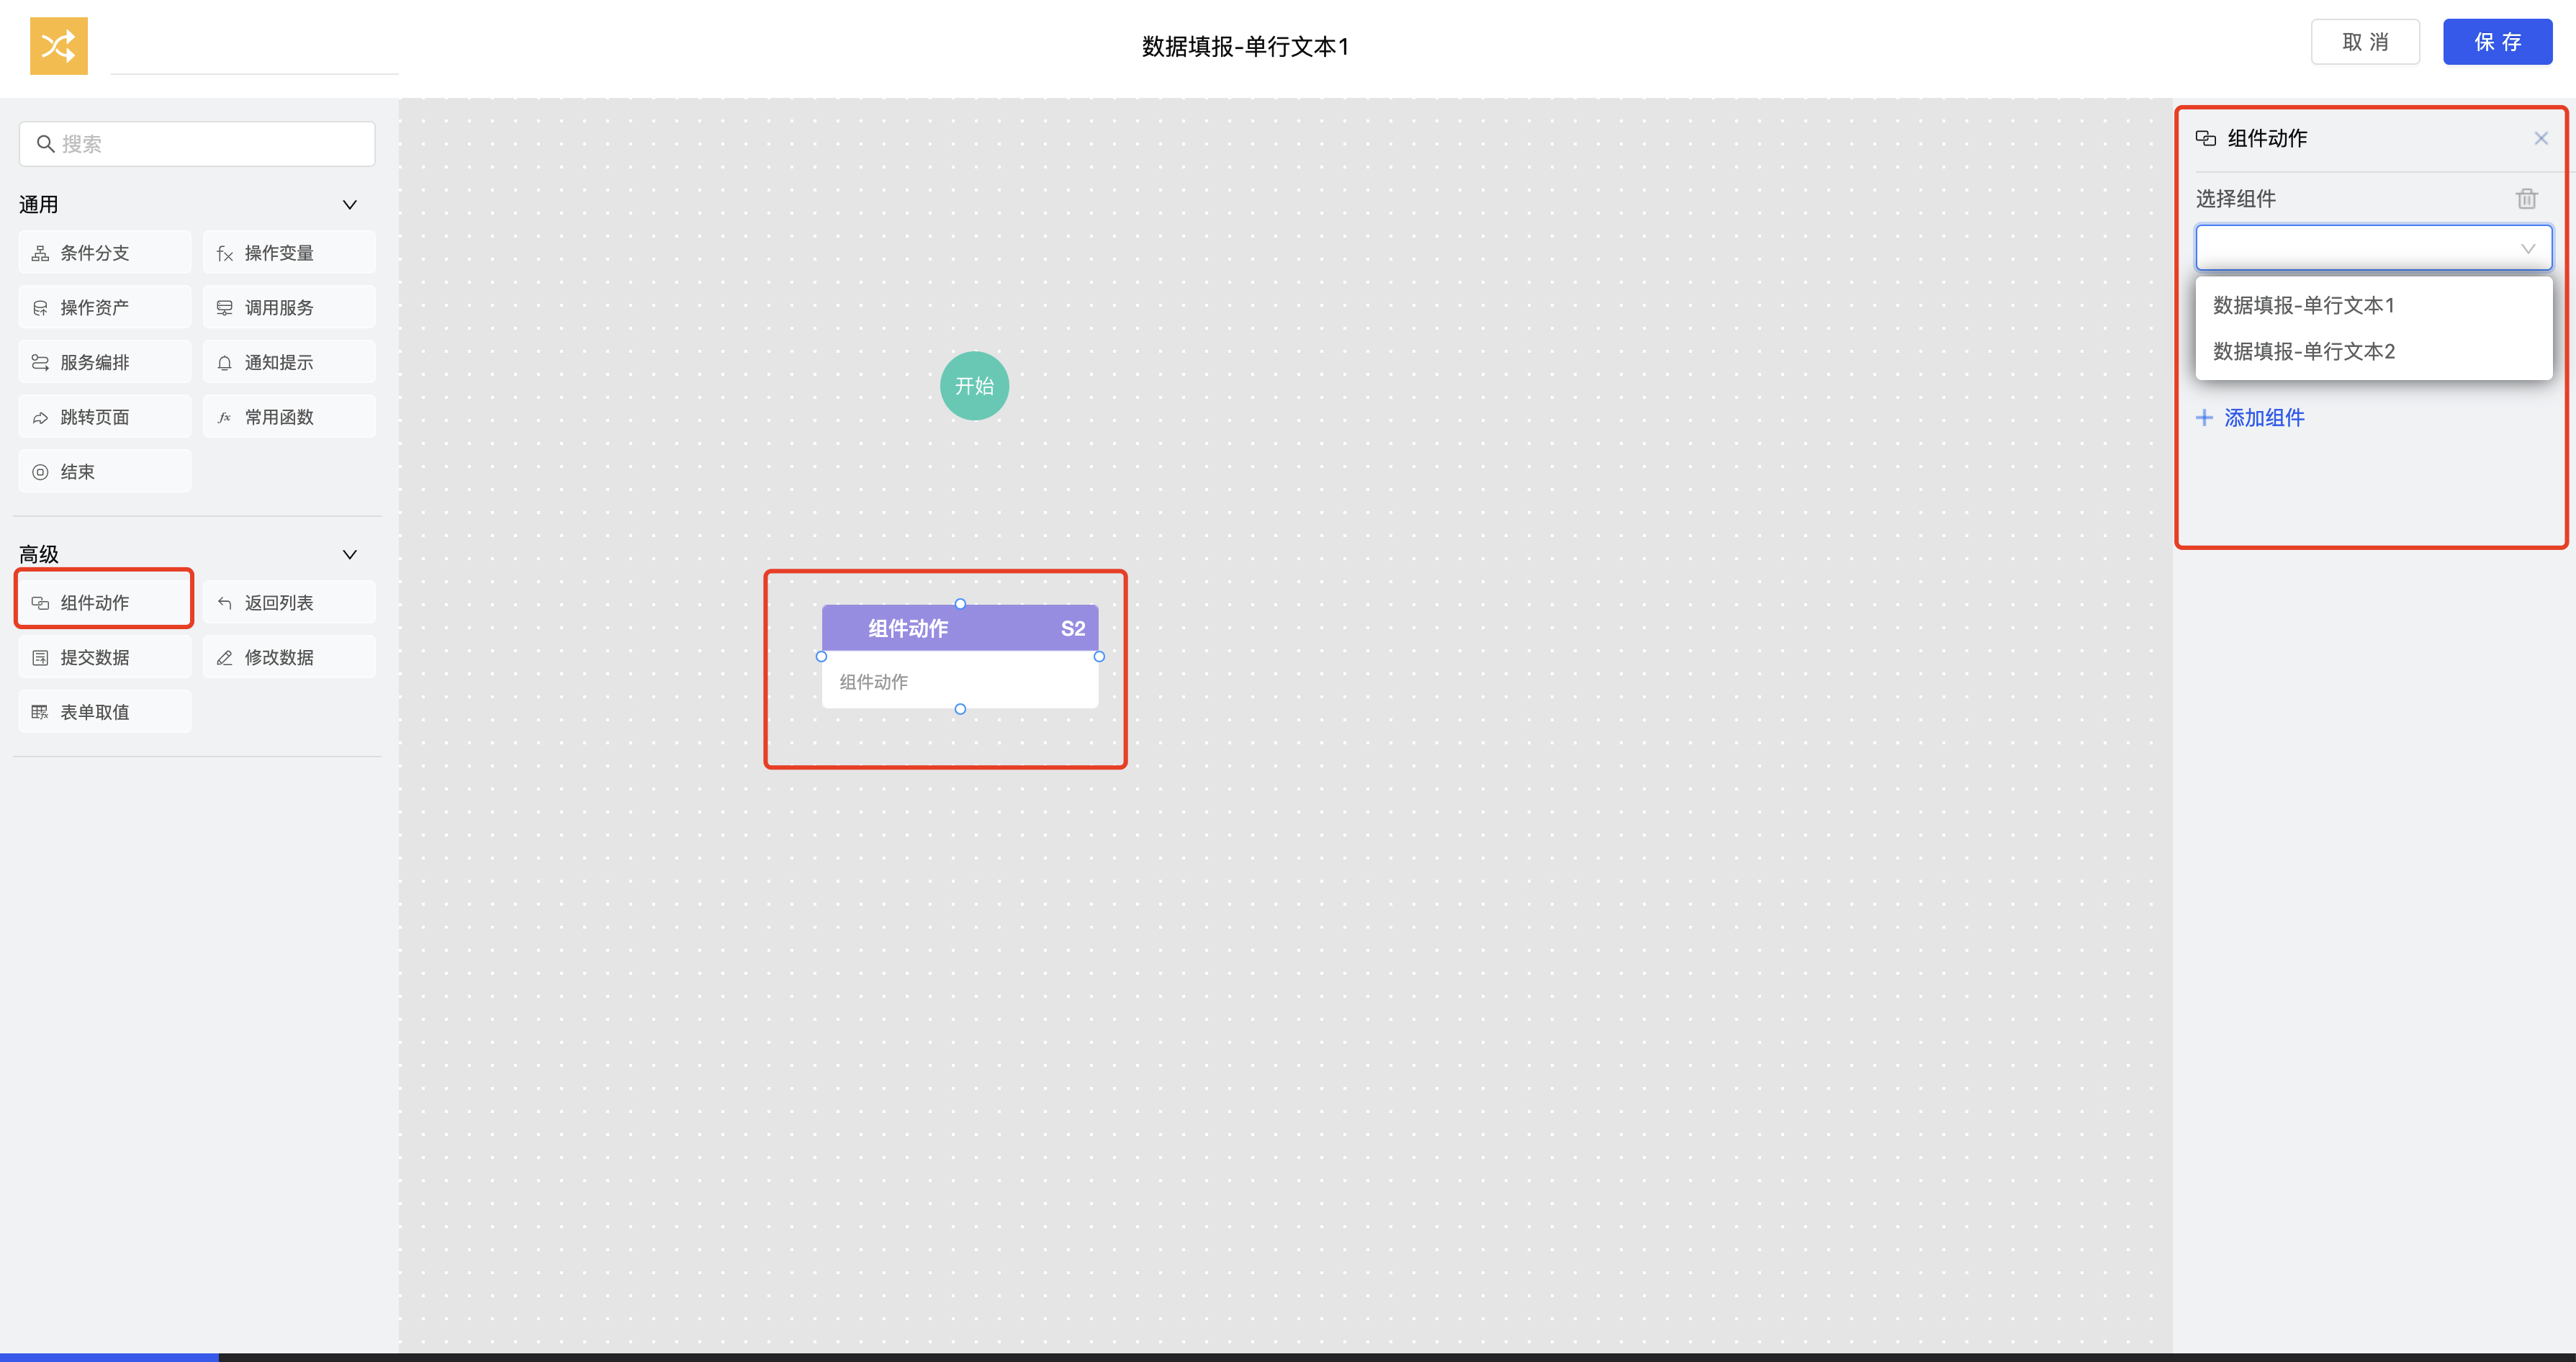 数据填报-单行文本1
取 消
保 存
搜索
通用
条件分支
操作变量
操作资产
调用服务
服务编排
通知提示
跳转页面
常用函数
结束
高级
组件动作
返回列表
提交数据
修改数据
表单取值
开始
组件动作 S2
组件动作
组件动作
选择组件
数据填报-单行文本1
数据填报-单行文本2
添加组件